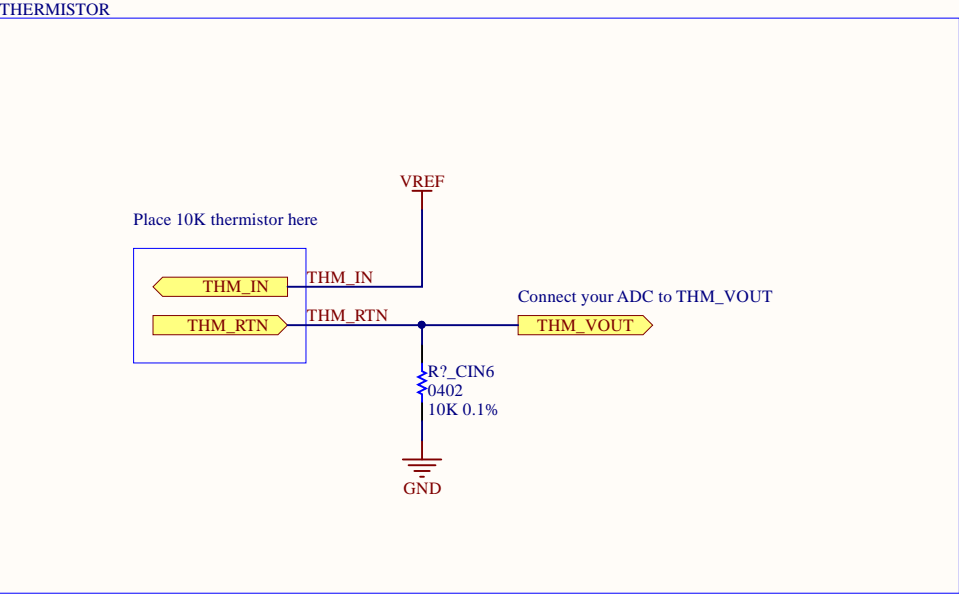 THERMISTOR
VREF
Place 10K thermistor here
THM_IN
THM_IN
THM_RTN
THM_RTN
Connect your ADC to THM_VOUT
THM_VOUT
R?_CIN6
0402
10K 0.1%
GND